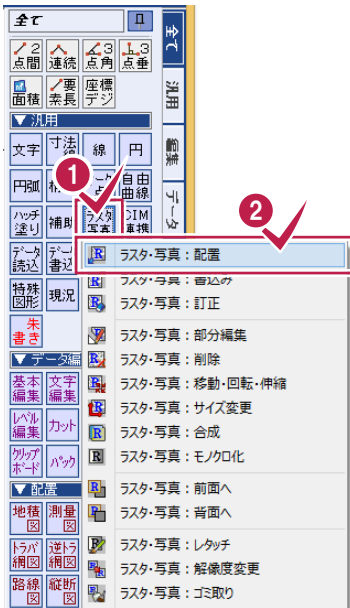 全て
全て
汎用
編集
データ
2点間
連続
3点角
3点垂
面積
要素長
座標デジ
▼ 汎用
文字
寸法線
線
円
円弧
自由曲線
ハッチ塗り
補助
ラスタ写真
CIM連携
データ読込
データ書込
特殊図形
現況
朱書き
▼ データ編
基本編集
文字編集
レベル編集
カット
クリップボード
パック
▼ 配置
地積図
測量図
トラバ網図
逆トラ網図
路線図
縦断図
1
2
ラスタ・写真：配置
ラスタ・写真：書込み
ラスタ・写真：訂正
ラスタ・写真：部分編集
ラスタ・写真：削除
ラスタ・写真：移動・回転・伸縮
ラスタ・写真：サイズ変更
ラスタ・写真：合成
ラスタ・写真：モノクロ化
ラスタ・写真：前面へ
ラスタ・写真：背面へ
ラスタ・写真：レタッチ
ラスタ・写真：解像度変更
ラスタ・写真：ゴミ取り